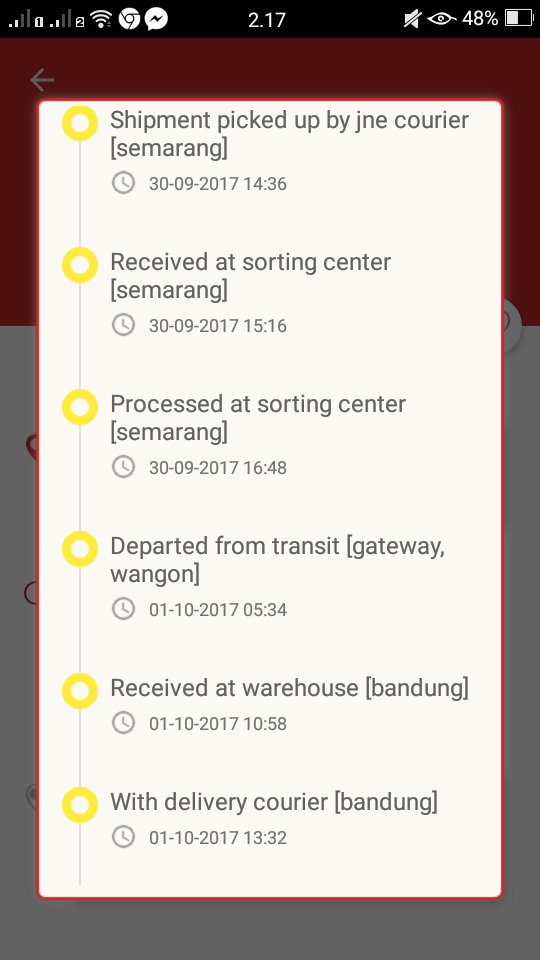 2.17
48%
Shipment picked up by jne courier
[semarang]
30-09-2017 14:36
Received at sorting center
[semarang]
30-09-2017 15:16
Processed at sorting center
[semarang]
30-09-2017 16:48
Departed from transit [gateway,
wangon]
01-10-2017 05:34
Received at warehouse [bandung]
01-10-2017 10:58
With delivery courier [bandung]
01-10-2017 13:32